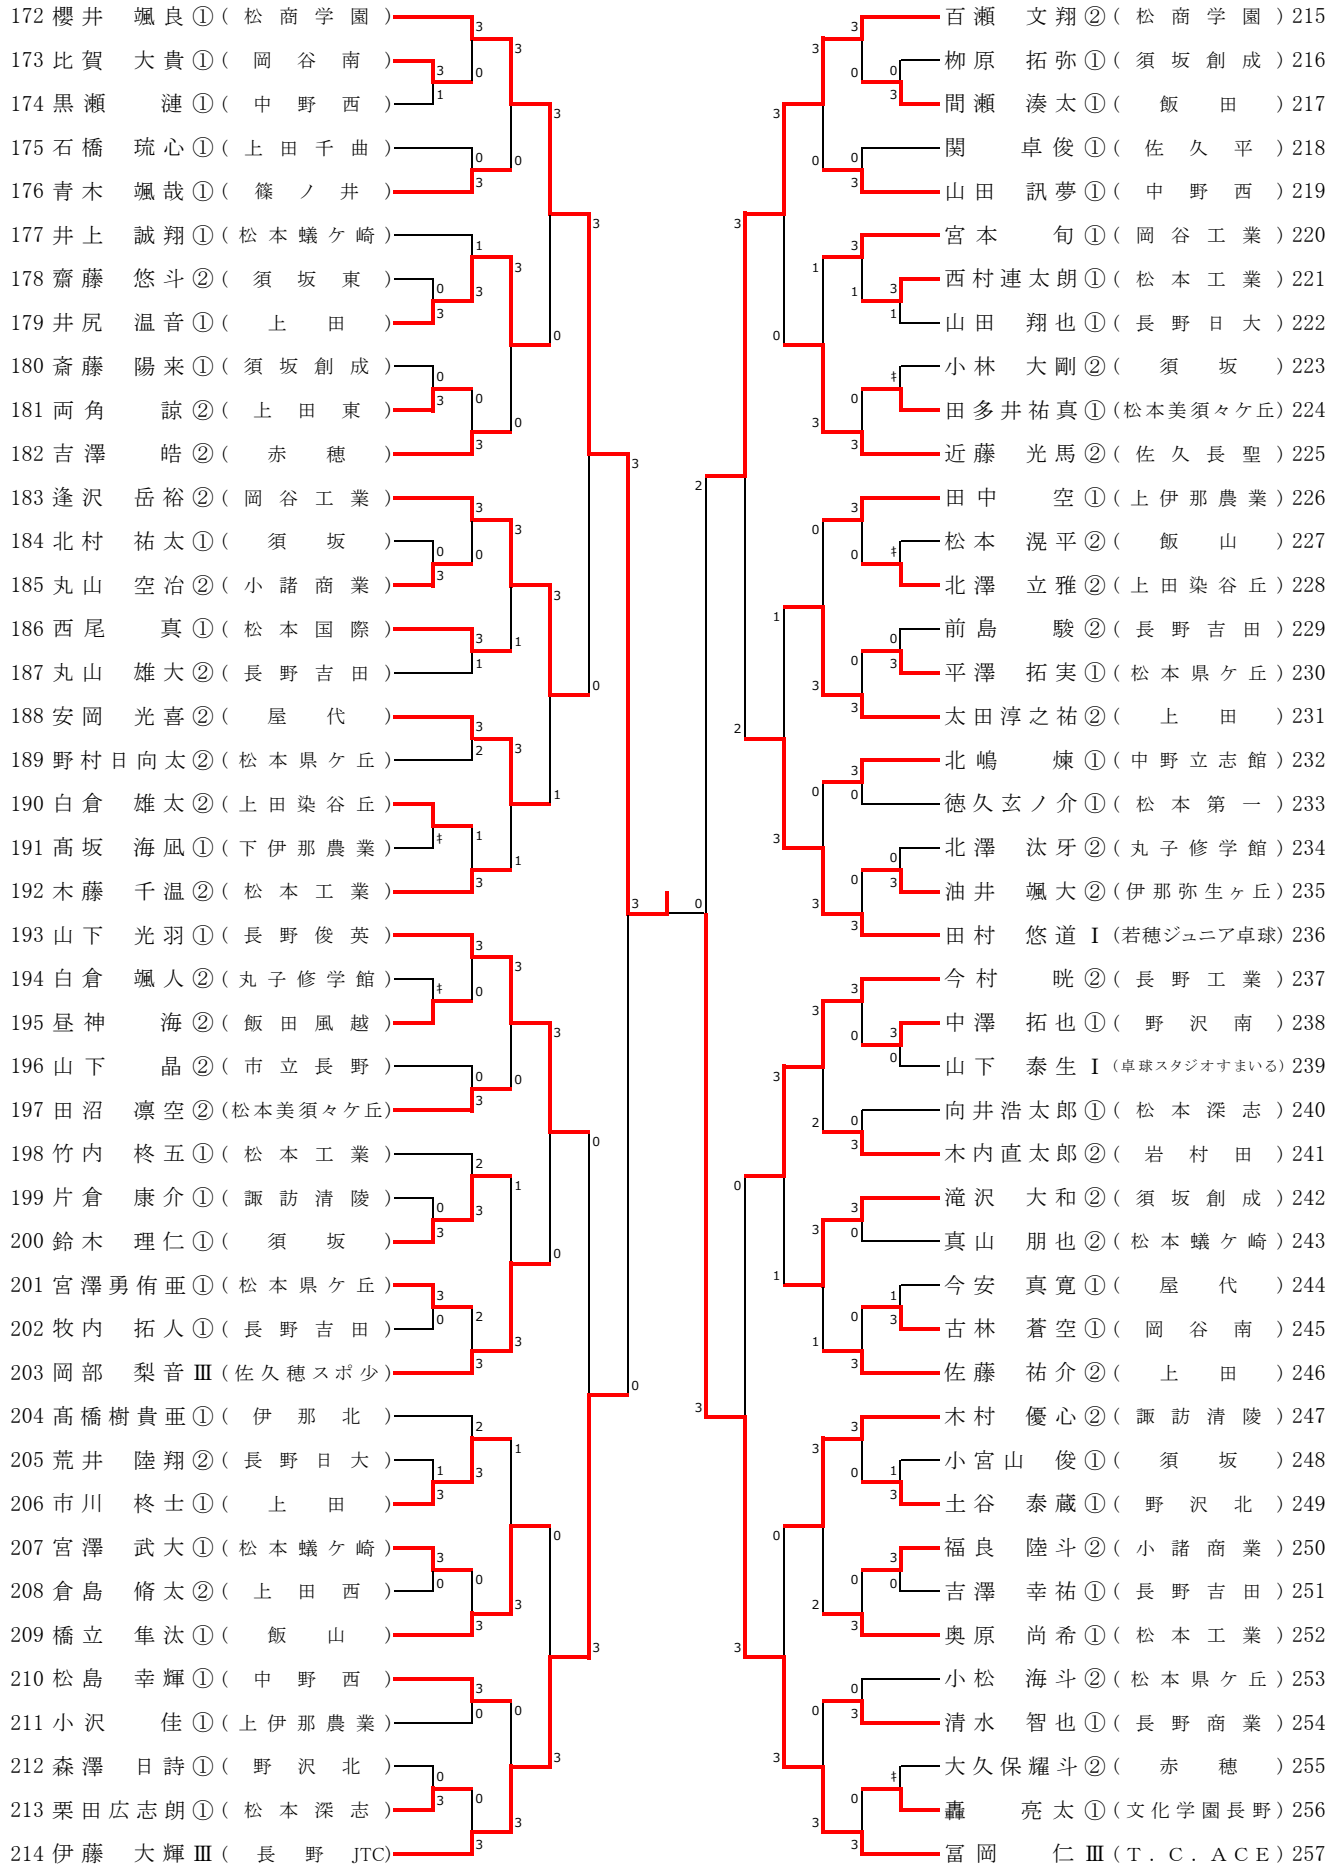 172 櫻井 颯良 ① ( 松商学園 )
173 比賀 大貴 ① ( 岡谷南 )
174 黒瀬 漣 ① ( 中野西 )
175 石橋 琉心 ① ( 上田千曲 )
176 青木 颯哉 ① ( 篠ノ井 )
177 井上 誠翔 ① ( 松本蟻ケ崎 )
178 齋藤 悠斗 ② ( 須坂東 )
179 井尻 温音 ① ( 上田 )
180 斎藤 陽来 ① ( 須坂創成 )
181 両角 諒 ② ( 上田東 )
182 吉澤 皓 ② ( 赤穂 )
183 逢沢 岳裕 ② ( 岡谷工業 )
184 北村 祐太 ① ( 須坂 )
185 丸山 空冶 ② ( 小諸商業 )
186 西尾 真 ① ( 松本国際 )
187 丸山 雄大 ② ( 長野吉田 )
188 安岡 光喜 ② ( 屋代 )
189 野村日向太 ② ( 松本県ケ丘 )
190 白倉 雄太 ② ( 上田染谷丘 )
191 髙坂 海凪 ① ( 下伊那農業 )
192 木藤 千温 ② ( 松本工業 )
193 山下 光羽 ① ( 長野俊英 )
194 白倉 颯人 ② ( 丸子修学館 )
195 昼神 海 ② ( 飯田風越 )
196 山下 晶 ② ( 市立長野 )
197 田沼 凛空 ② (松本美須々ケ丘)
198 竹内 柊五 ① ( 松本工業 )
199 片倉 康介 ① ( 諏訪清陵 )
200 鈴木 理仁 ① ( 須坂 )
201 宮澤勇侑亜 ① ( 松本県ケ丘 )
202 牧内 拓人 ① ( 長野吉田 )
203 岡部 梨音 Ⅲ (佐久穂スポ少)
204 髙橋樹貴亜 ① ( 伊那北 )
205 荒井 陸翔 ② ( 長野日大 )
206 市川 柊士 ① ( 上田 )
207 宮澤 武大 ① ( 松本蟻ケ崎 )
208 倉島 脩太 ② ( 上田西 )
209 橋立 隼汰 ① ( 飯山 )
210 松島 幸輝 ① ( 中野西 )
211 小沢 佳 ① ( 上伊那農業 )
212 森澤 日詩 ① ( 野沢北 )
213 栗田広志朗 ① ( 松本深志 )
214 伊藤 大輝 Ⅲ ( 長野 JTC)
百瀬 文翔 ② ( 松商学園 ) 215
栁原 拓弥 ① ( 須坂創成 ) 216
間瀬 湊太 ① ( 飯田 ) 217
関 卓俊 ① ( 佐久平 ) 218
山田 訊夢 ① ( 中野西 ) 219
宮本 旬 ① ( 岡谷工業 ) 220
西村連太朗 ① ( 松本工業 ) 221
山田 翔也 ① ( 長野日大 ) 222
小林 大剛 ② ( 須坂 ) 223
田多井祐真 ① (松本美須々ケ丘) 224
近藤 光馬 ② ( 佐久長聖 ) 225
田中 空 ① ( 上伊那農業 ) 226
松本 滉平 ② ( 飯山 ) 227
北澤 立雅 ② ( 上田染谷丘 ) 228
前島 駿 ② ( 長野吉田 ) 229
平澤 拓実 ① ( 松本県ケ丘 ) 230
太田淳之祐 ② ( 上田 ) 231
北嶋 煉 ① ( 中野立志館 ) 232
徳久玄ノ介 ① ( 松本第一 ) 233
北澤 汰牙 ② ( 丸子修学館 ) 234
油井 颯大 ② (伊那弥生ヶ丘) 235
田村 悠道 Ⅰ (若穂ジュニア卓球) 236
今村 晄 ② ( 長野工業 ) 237
中澤 拓也 ① ( 野沢南 ) 238
山下 泰生 Ⅰ (卓球スタジオすまいる) 239
向井浩太郎 ① ( 松本深志 ) 240
木内直太郎 ② ( 岩村田 ) 241
滝沢 大和 ② ( 須坂創成 ) 242
真山 朋也 ② ( 松本蟻ケ崎 ) 243
今安 真寛 ① ( 屋代 ) 244
古林 蒼空 ① ( 岡谷南 ) 245
佐藤 祐介 ② ( 上田 ) 246
木村 優心 ② ( 諏訪清陵 ) 247
小宮山 俊 ① ( 須坂 ) 248
土谷 泰蔵 ① ( 野沢北 ) 249
福良 陸斗 ② ( 小諸商業 ) 250
吉澤 幸祐 ① ( 長野吉田 ) 251
奥原 尚希 ① ( 松本工業 ) 252
小松 海斗 ② ( 松本県ケ丘 ) 253
清水 智也 ① ( 長野商業 ) 254
大久保耀斗 ② ( 赤穂 ) 255
轟 亮太 ① (文化学園長野) 256
冨岡 仁 Ⅲ (T.C.ACE) 257